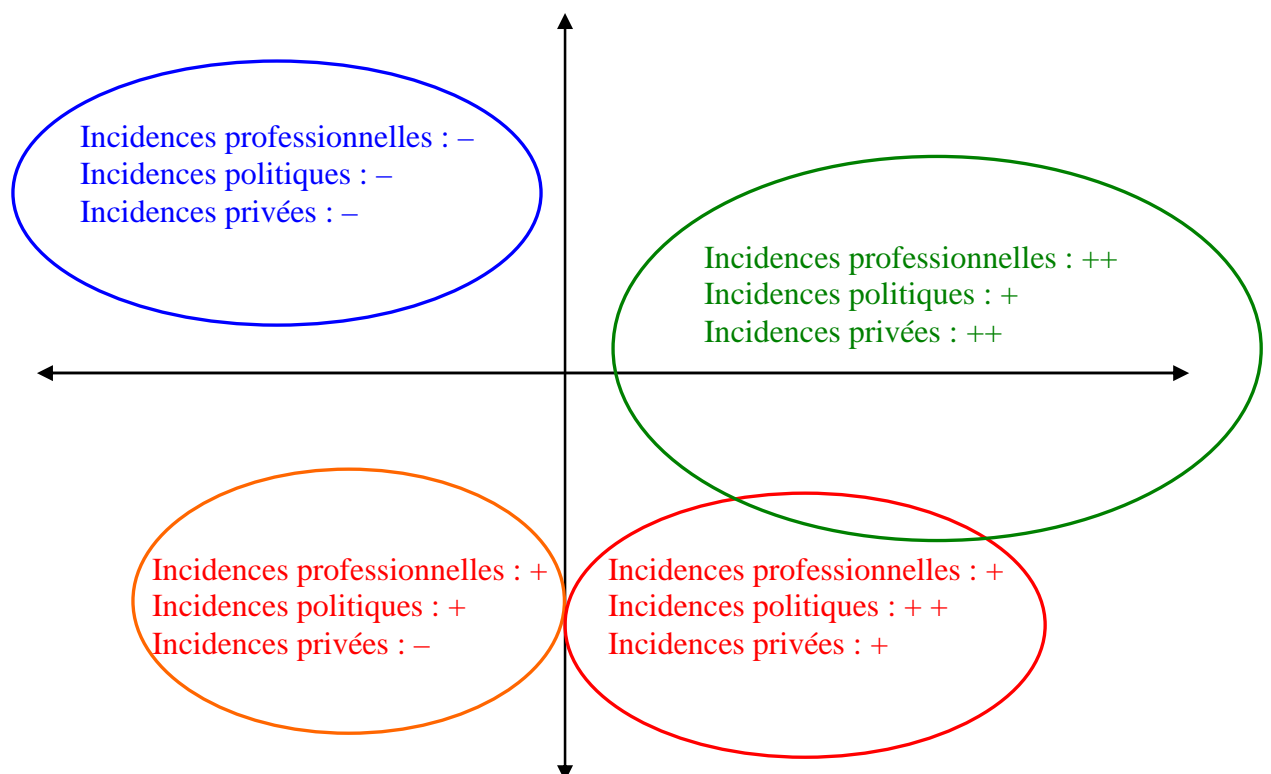 Incidences professionnelles : –
Incidences politiques : –
Incidences privées : –
Incidences professionnelles : ++
Incidences politiques : +
Incidences privées : ++
Incidences professionnelles : +
Incidences politiques : +
Incidences privées : –
Incidences professionnelles : +
Incidences politiques : + +
Incidences privées : +